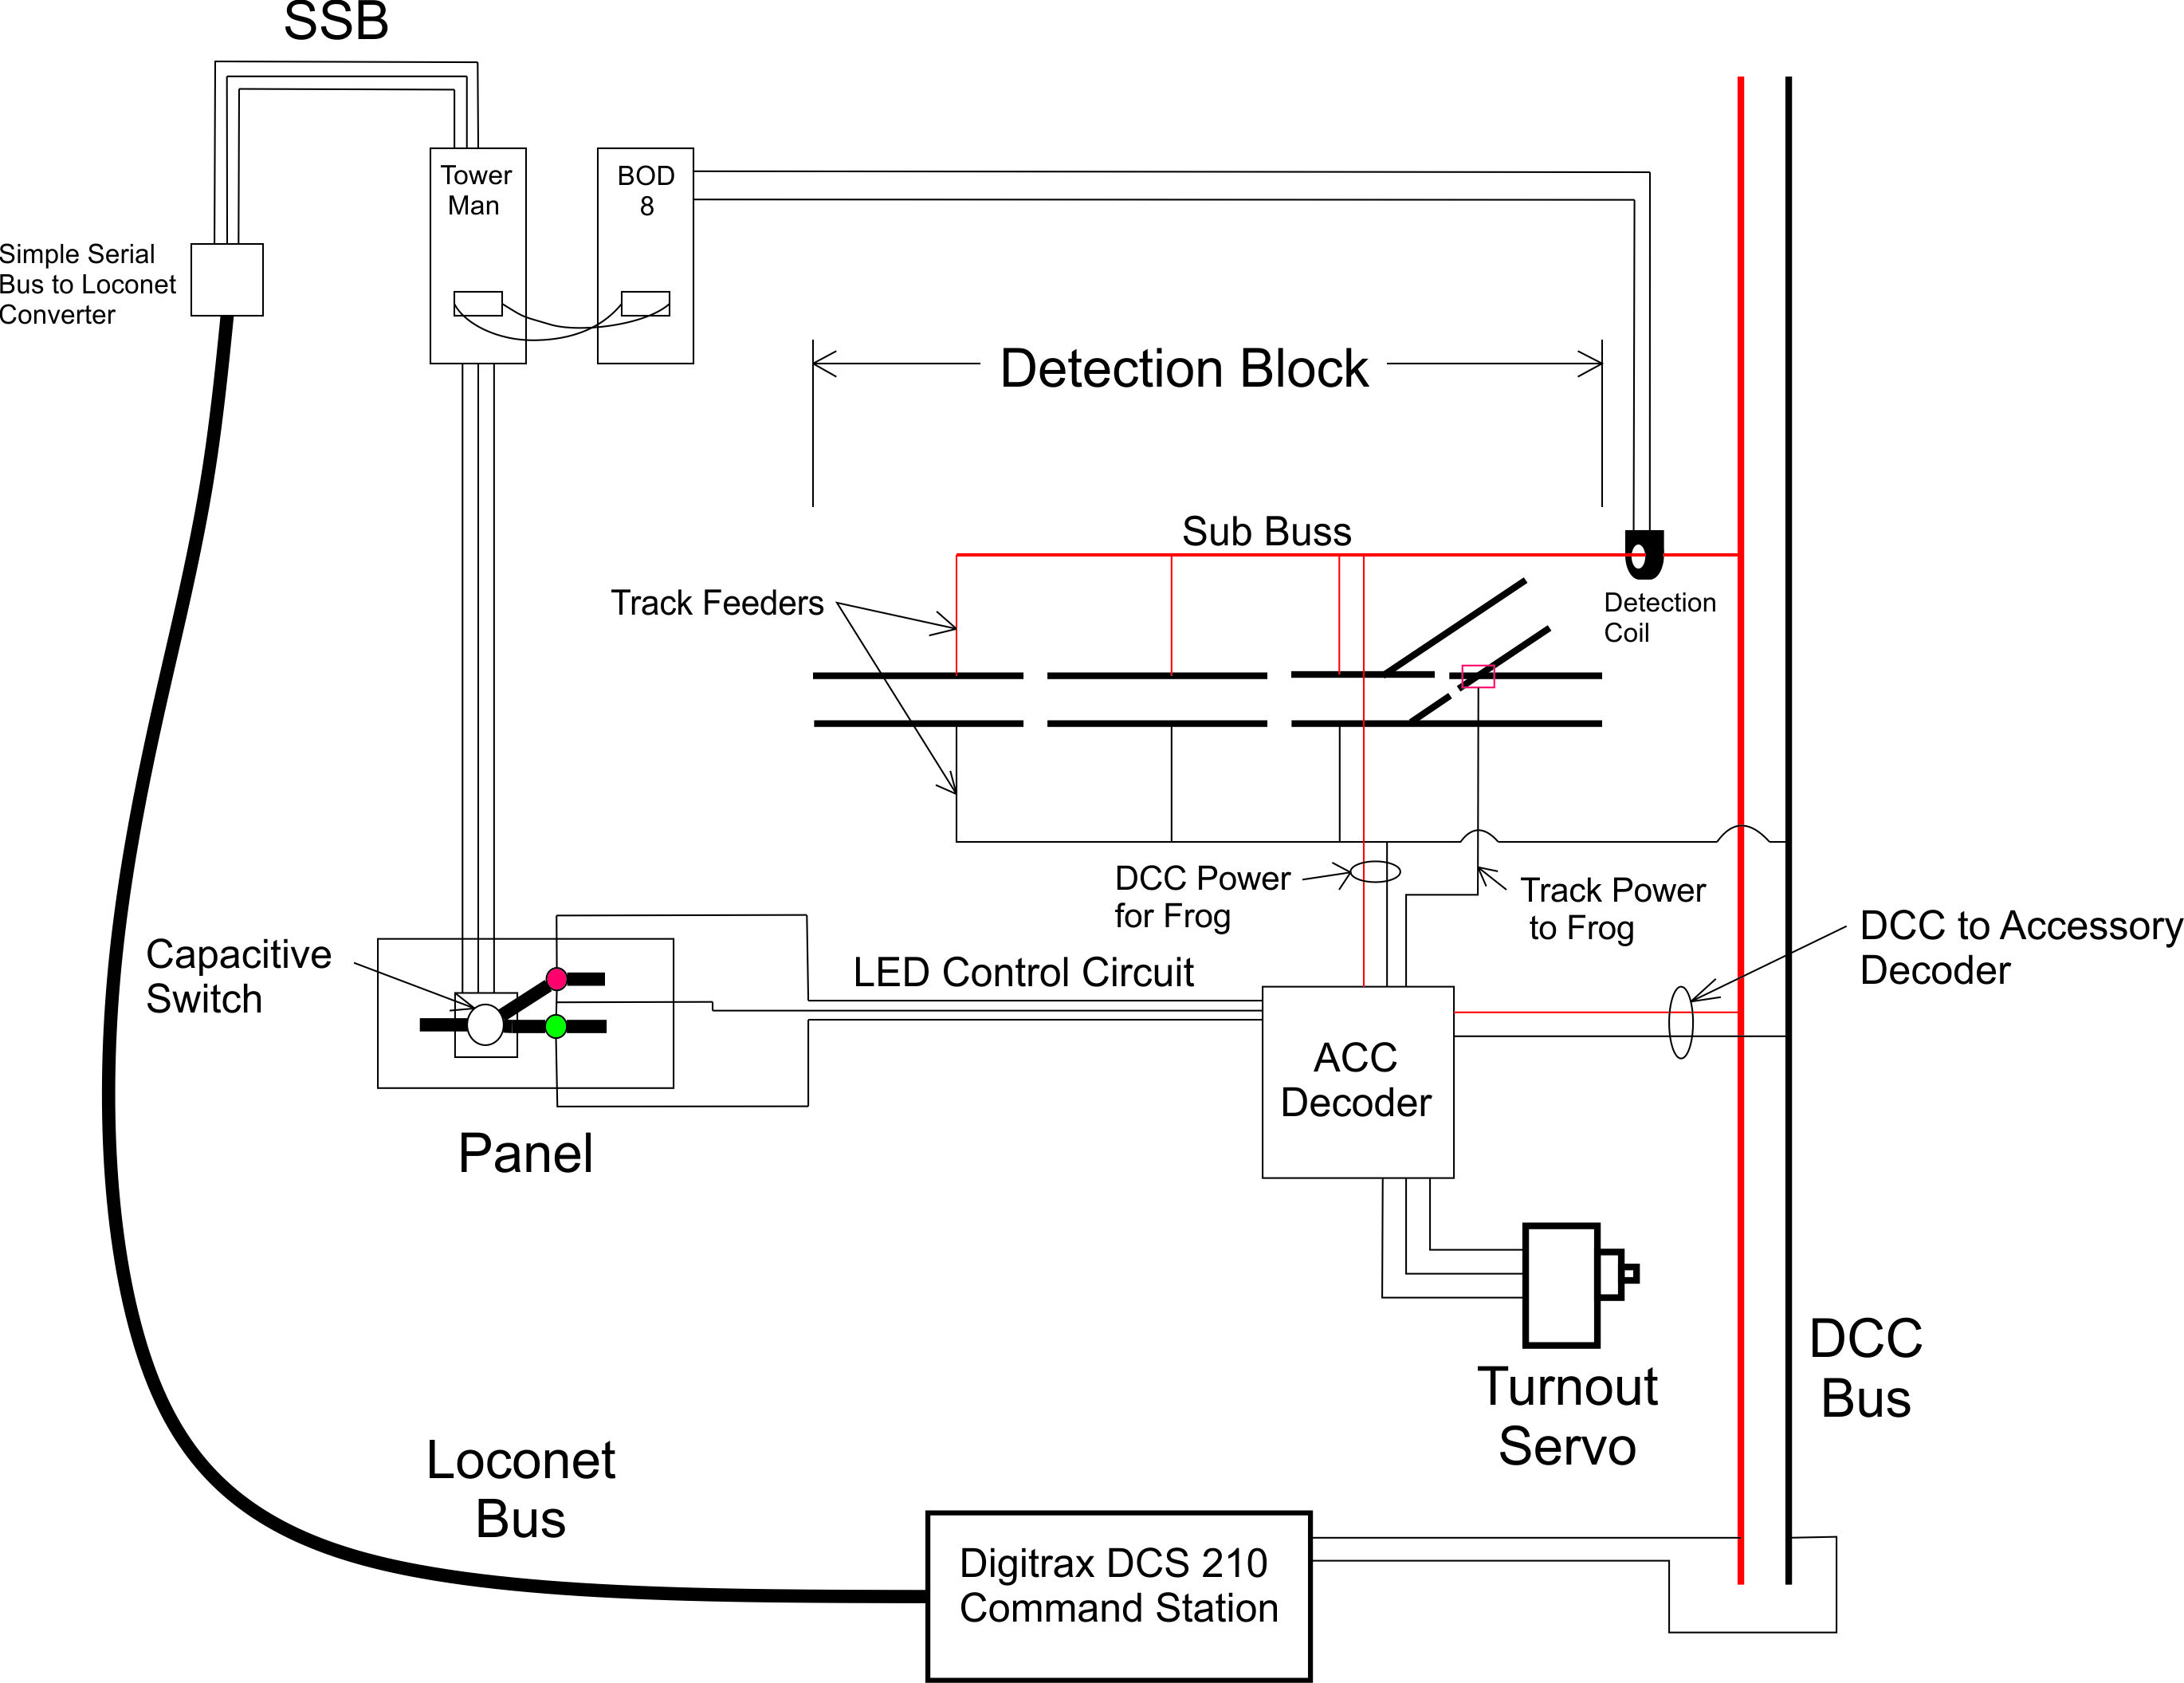 SSB
Tower
Man
BOD
8
Simple Serial
Bus to Loconet
Converter
Detection Block
Sub Buss
Track Feeders
Detection
Coil
DCC Power
for Frog
Track Power
to Frog
DCC to Accessory
Decoder
Capacitive
Switch
LED Control Circuit
ACC
Decoder
Panel
DCC
Bus
Turnout
Servo
Loconet
Bus
Digitrax DCS 210
Command Station